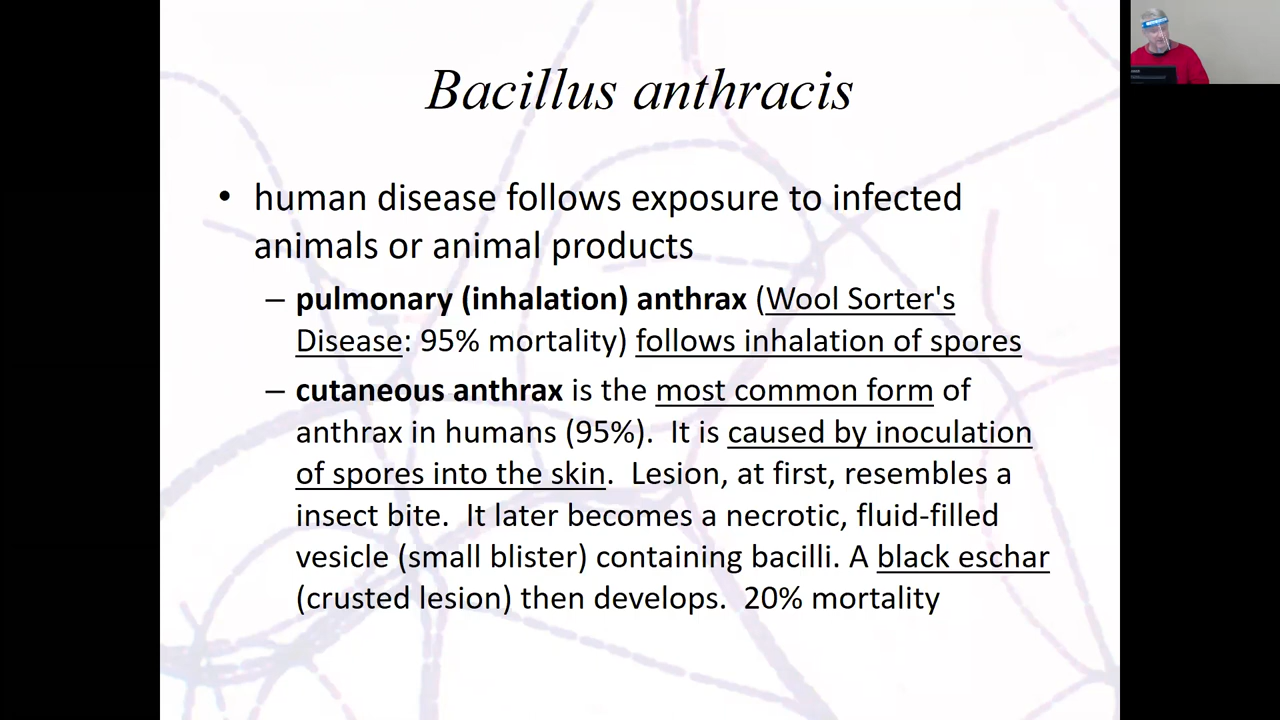 Bacillus anthracis
• human disease follows exposure to infected
animals or animal products
– pulmonary (inhalation) anthrax (Wool Sorter's
Disease: 95% mortality) follows inhalation of spores
– cutaneous anthrax is the most common form of
anthrax in humans (95%).  It is caused by inoculation
of spores into the skin.  Lesion, at first, resembles a
insect bite.  It later becomes a necrotic, fluid-filled
vesicle (small blister) containing bacilli. A black eschar
(crusted lesion) then develops.  20% mortality